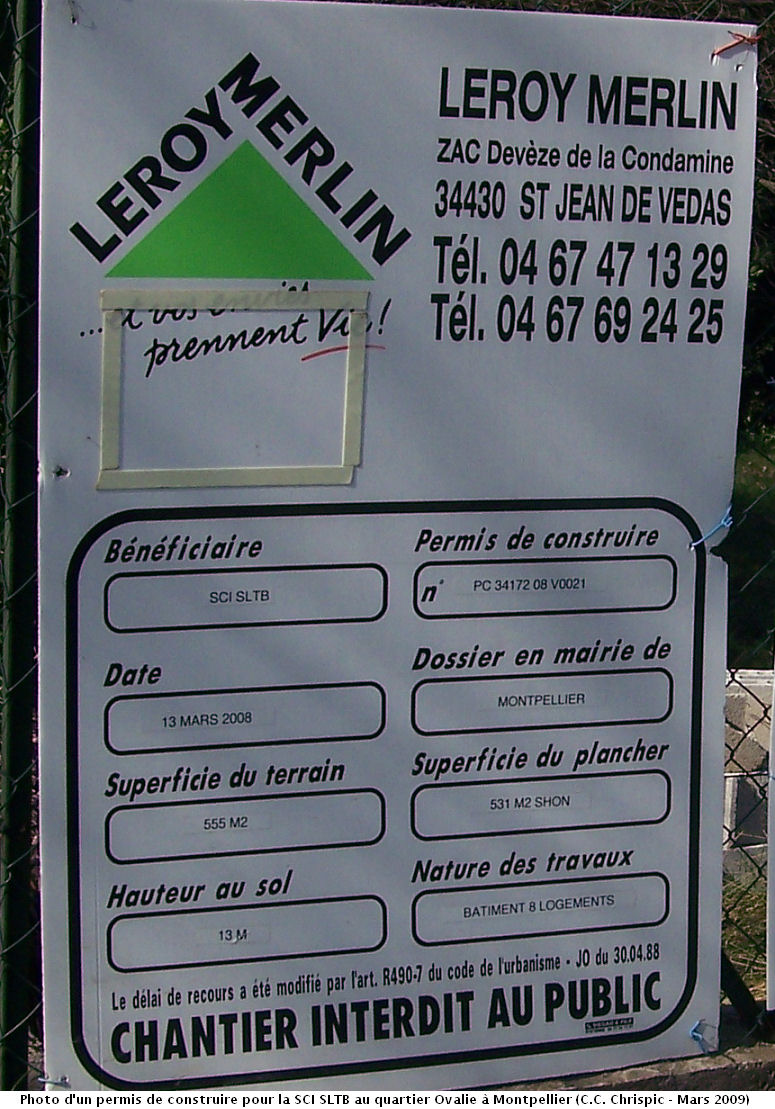 LEROY MERLIN
...et vos envies
prennent Vie!
LEROY MERLIN
ZAC Devèze de la Condamine
34430 ST JEAN DE VEDAS
Tél. 04 67 47 13 29
Tél. 04 67 69 24 25
Bénéficiaire
SCI SLTB
Permis de construire
n° PC 34172 08 V0021
Date
13 MARS 2008
Dossier en mairie de
MONTPELLIER
Superficie du terrain
555 M2
Superficie du plancher
531 M2 SHON
Hauteur au sol
13 M
Nature des travaux
BATIMENT 8 LOGEMENTS
Le délai de recours a été modifié par l'art. R490-7 du code de l'urbanisme - JO du 30.04.88
CHANTIER INTERDIT AU PUBLIC
Photo d'un permis de construire pour la SCI SLTB au quartier Ovalie à Montpellier (C.C. Chrispic - Mars 2009)